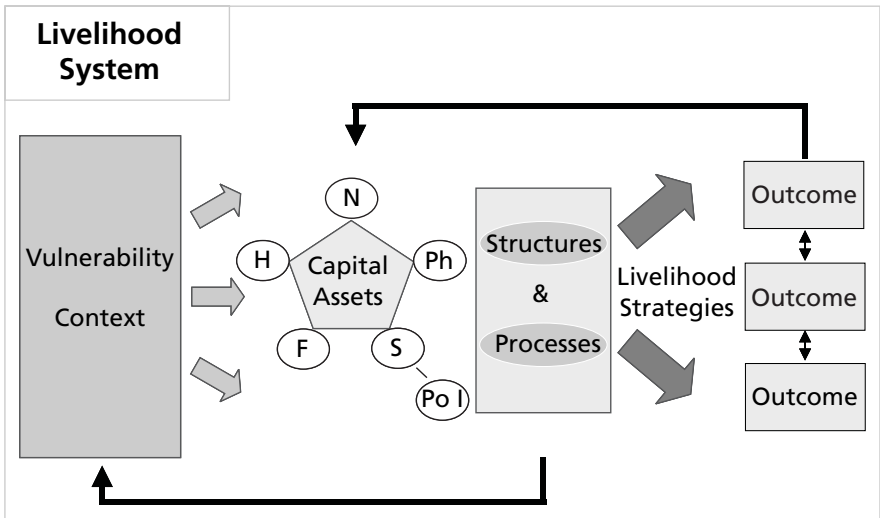 Livelihood
System
Vulnerability
Context
N
H
Ph
Capital
Assets
F
S
Po l
Structures
&
Processes
Livelihood
Strategies
Outcome
Outcome
Outcome